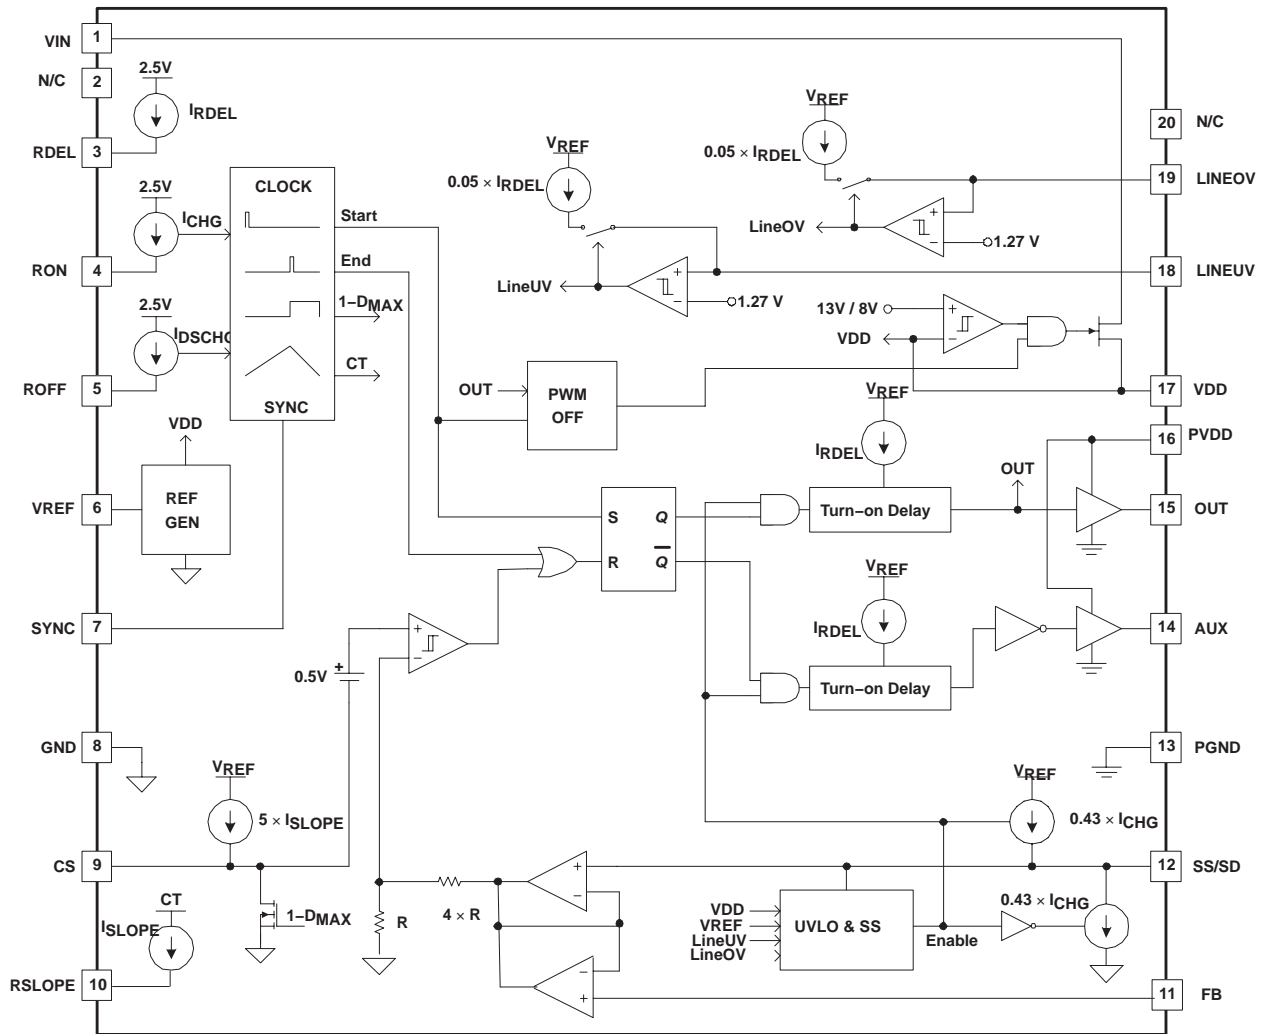 VIN 1
N/C 2
2.5V
IRDEL
RDEL 3
VREF
0.05 × IRDEL
20 N/C
VREF
0.05 × IRDEL
19 LINEOV
LineOV
1.27 V
CLOCK
2.5V
ICHG
Start
RON 4
End
18 LINEUV
LineUV
1.27 V
1−DMAX
2.5V
IDSCHG
13V / 8V
VDD
CT
ROFF 5
OUT
PWM
OFF
17 VDD
SYNC
VREF
IRDEL
VDD
16 PVDD
OUT
REF
GEN
VREF 6
S Q
Turn−on Delay
15 OUT
R Q
VREF
IRDEL
SYNC 7
14 AUX
0.5V
+
Turn−on Delay
GND 8
13 PGND
VREF
5 × ISLOPE
VREF
0.43 × ICHG
CS 9
12 SS/SD
CT
ISLOPE
1−DMAX
R
4 × R
VDD
VREF
LineUV
LineOV
UVLO & SS
Enable
0.43 × ICHG
RSLOPE 10
11 FB